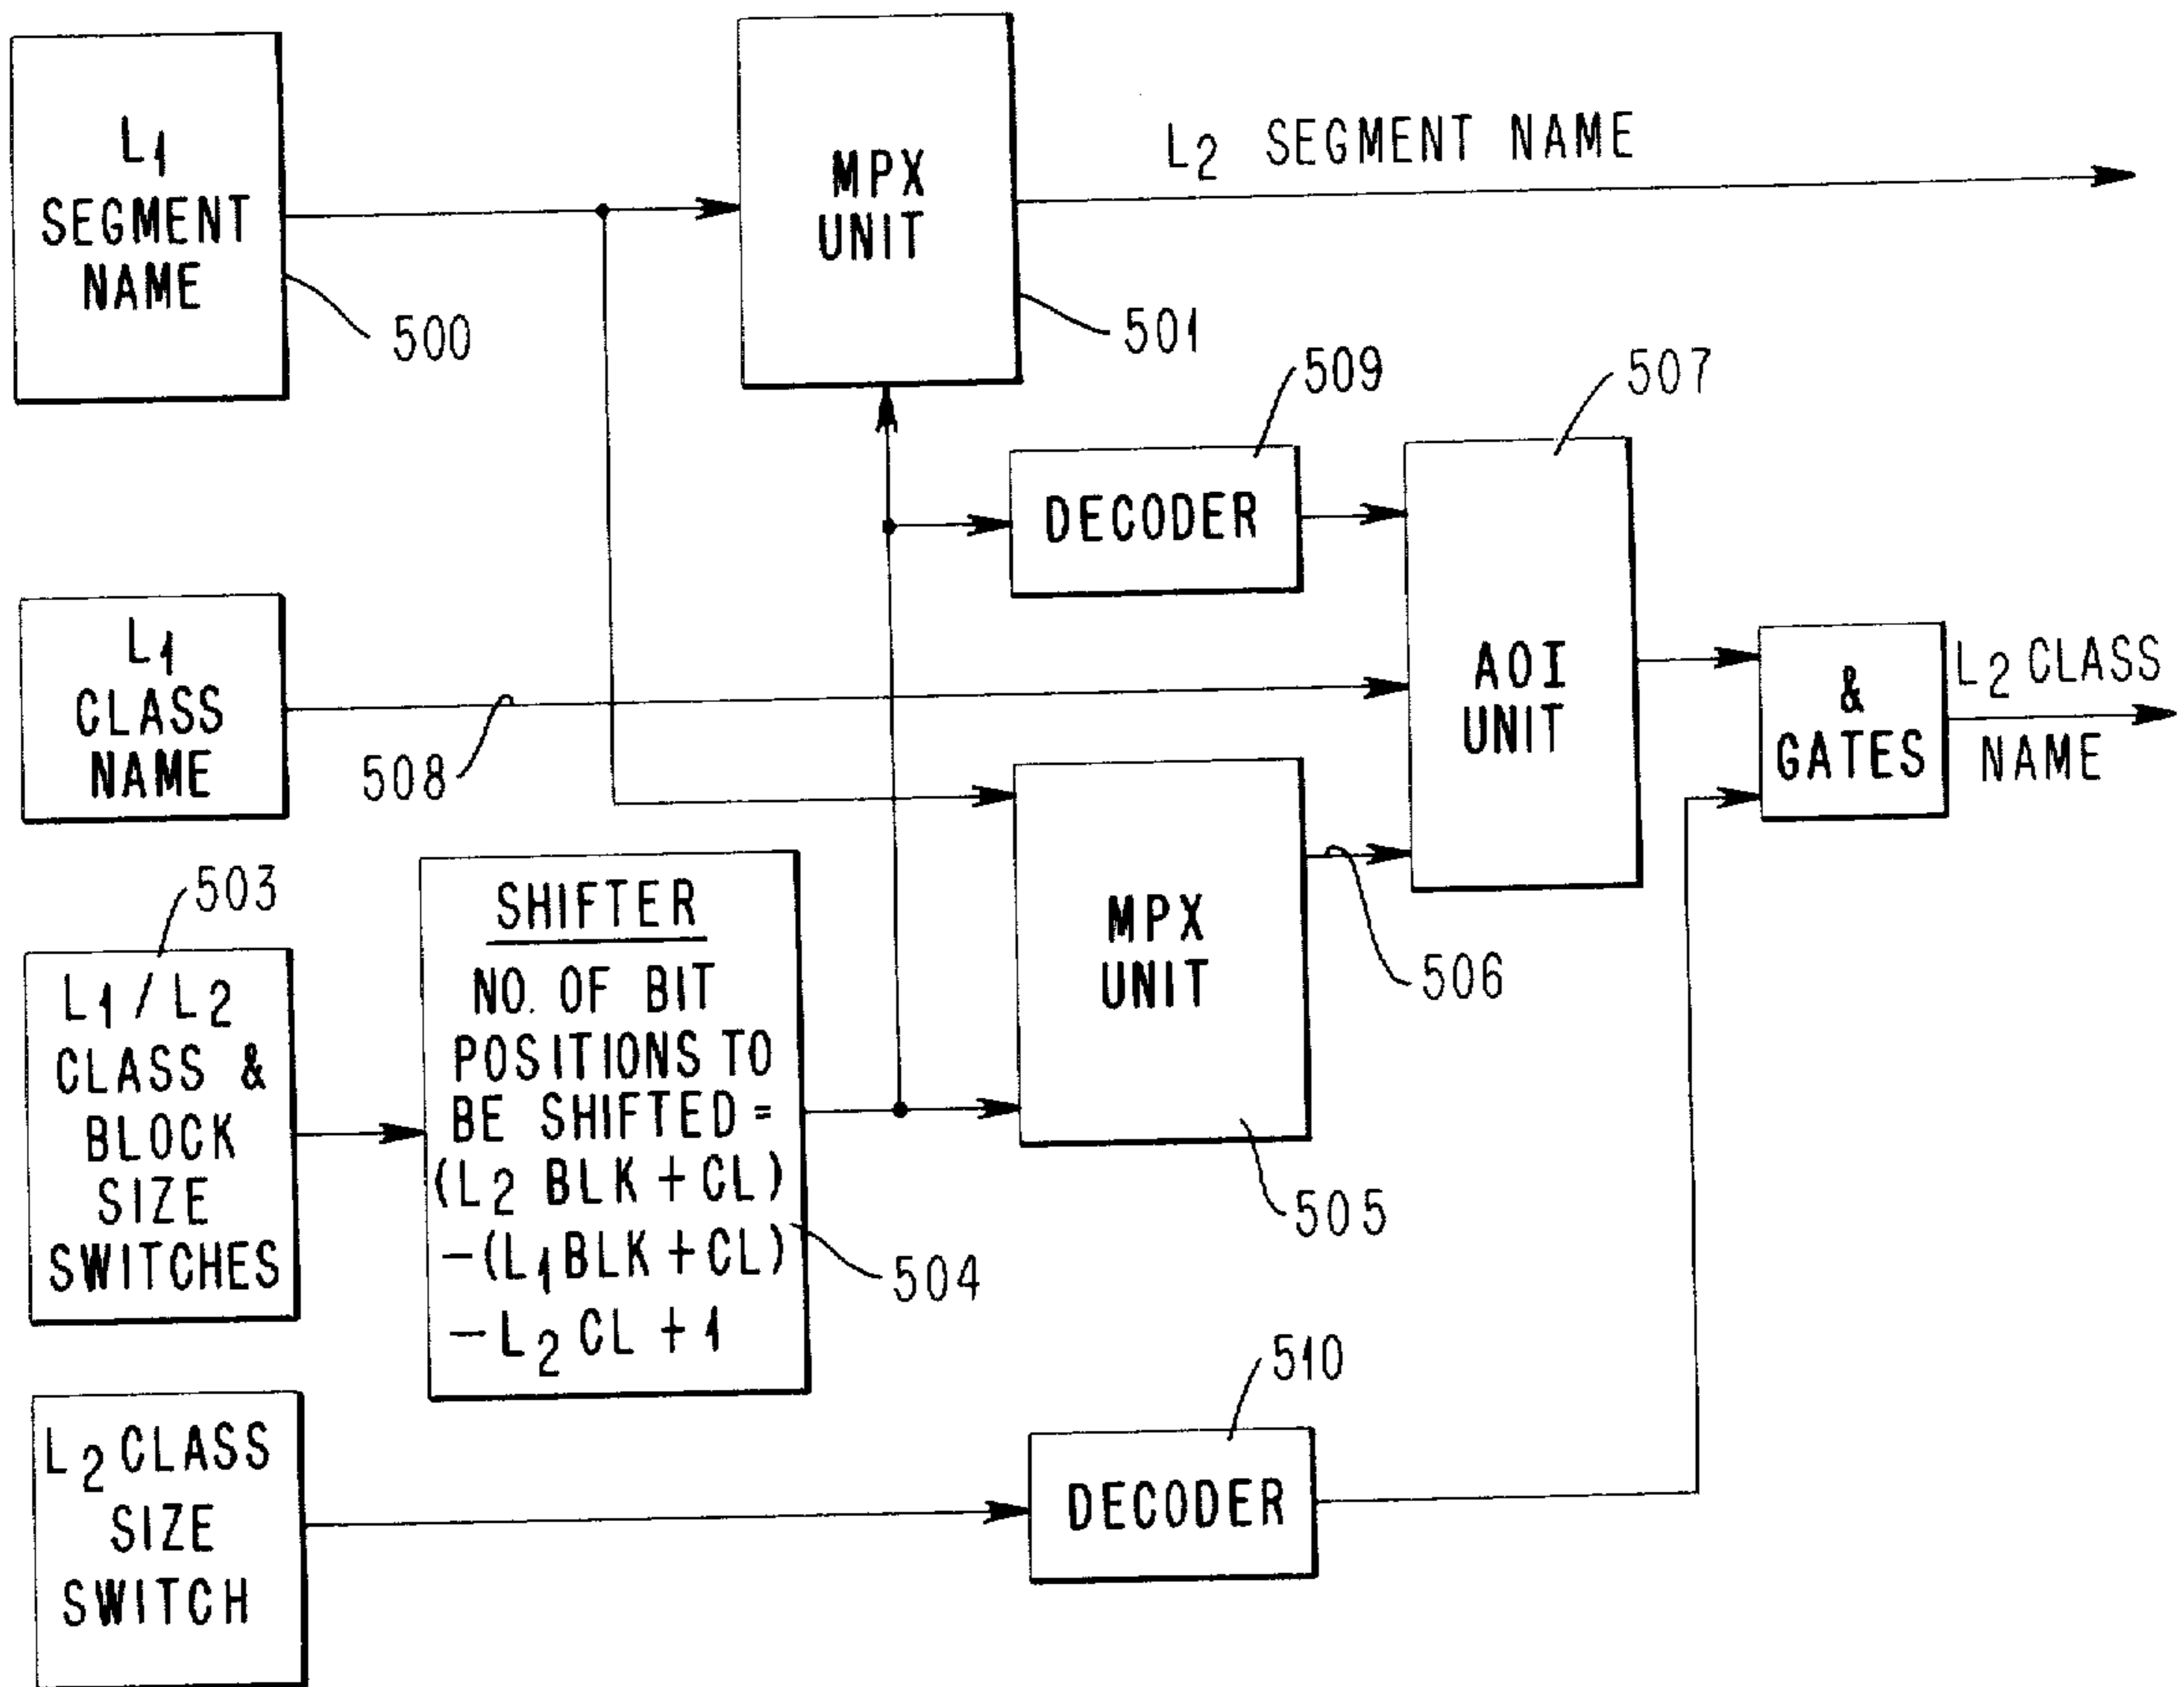 L1
SEGMENT
NAME
500
MPX
UNIT
501
L2 SEGMENT NAME
509
DECODER
507
AOI
UNIT
L1
CLASS
NAME
508
&
GATES
L2 CLASS
NAME
503
L1 / L2
CLASS &
BLOCK
SIZE
SWITCHES
SHIFTER
NO. OF BIT
POSITIONS TO
BE SHIFTED =
(L2 BLK + CL)
-(L1 BLK + CL)
- L2 CL + 1
504
MPX
UNIT
505
506
L2 CLASS
SIZE
SWITCH
510
DECODER